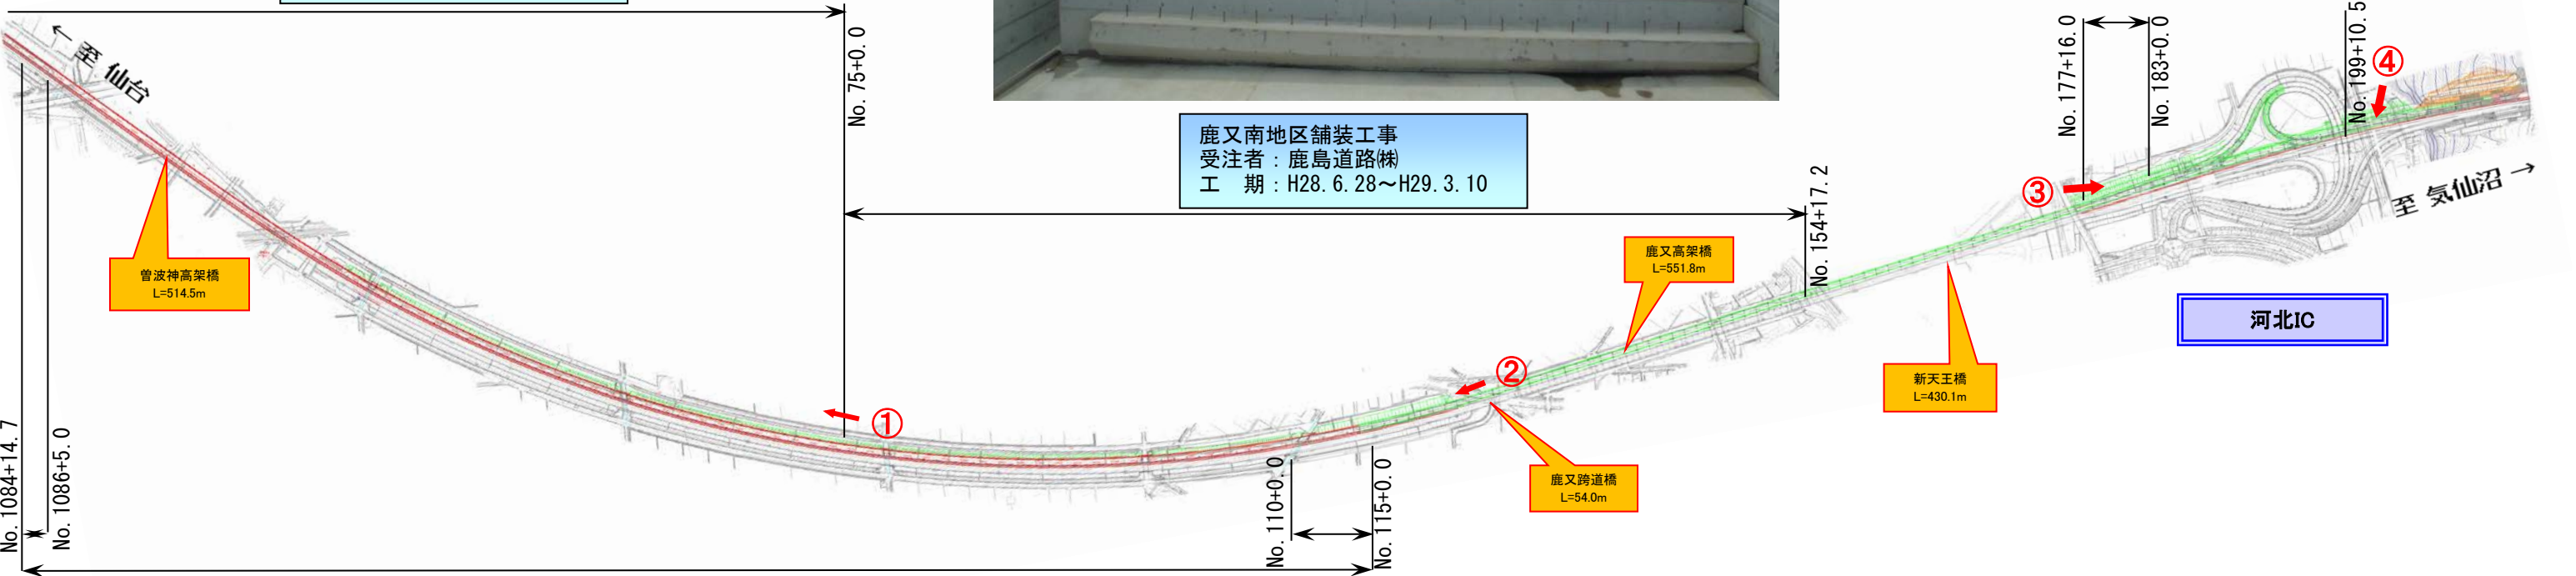 ← 至 仙台
No. 75+0.0
鹿又南地区舗装工事
受注者：鹿島道路㈱
工　期：H28.6.28～H29.3.10
No. 177+16.0
No. 183+0.0
No. 199+10.5
④
③
至 気仙沼 →
No. 154+17.2
鹿又高架橋
L=551.8m
曽波神高架橋
L=514.5m
河北IC
新天王橋
L=430.1m
②
①
鹿又跨道橋
L=54.0m
No. 1084+14.7
No. 1086+5.0
No. 110+0.0
No. 115+0.0